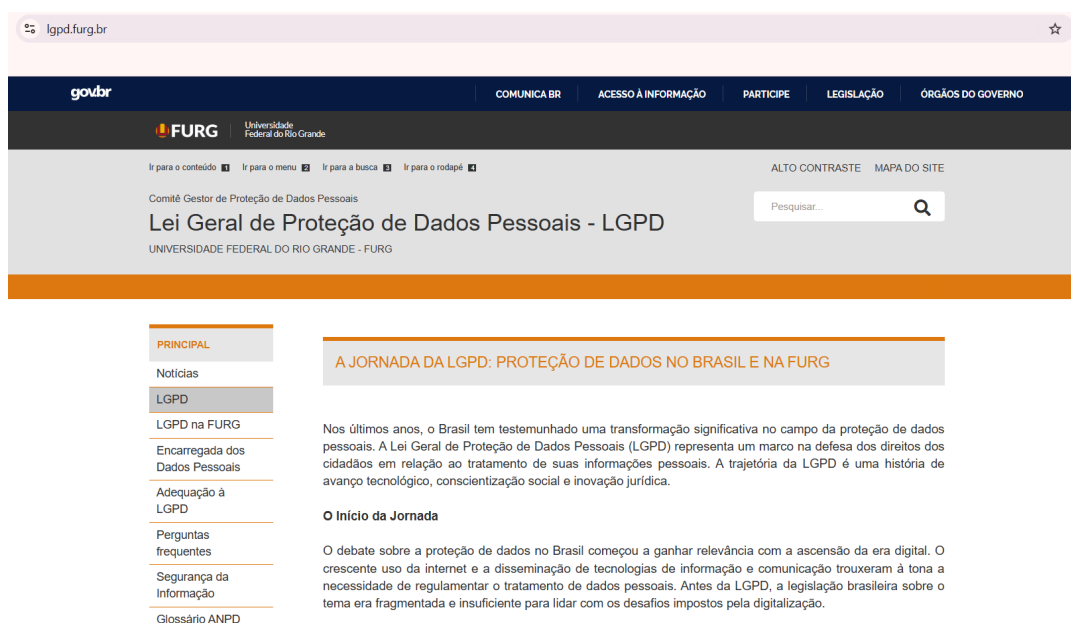 lgpd.furg.br
gov.br
COMUNICA BR ACESSO À INFORMAÇÃO PARTICIPE LEGISLAÇÃO ÓRGÃOS DO GOVERNO
FURG
Universidade
Federal do Rio Grande
Ir para o conteúdo 1 Ir para o menu 2 Ir para a busca 3 Ir para o rodapé 4
ALTO CONTRASTE MAPA DO SITE
Comitê Gestor de Proteção de Dados Pessoais
Lei Geral de Proteção de Dados Pessoais - LGPD
UNIVERSIDADE FEDERAL DO RIO GRANDE - FURG
Pesquisar...
PRINCIPAL
Notícias
LGPD
LGPD na FURG
Encarregada dos
Dados Pessoais
Adequação à
LGPD
Perguntas
frequentes
Segurança da
Informação
Glossário ANPD
A JORNADA DA LGPD: PROTEÇÃO DE DADOS NO BRASIL E NA FURG
Nos últimos anos, o Brasil tem testemunhado uma transformação significativa no campo da proteção de dados
pessoais. A Lei Geral de Proteção de Dados Pessoais (LGPD) representa um marco na defesa dos direitos dos
cidadãos em relação ao tratamento de suas informações pessoais. A trajetória da LGPD é uma história de
avanço tecnológico, conscientização social e inovação jurídica.
O Início da Jornada
O debate sobre a proteção de dados no Brasil começou a ganhar relevância com a ascensão da era digital. O
crescente uso da internet e a disseminação de tecnologias de informação e comunicação trouxeram à tona a
necessidade de regulamentar o tratamento de dados pessoais. Antes da LGPD, a legislação brasileira sobre o
tema era fragmentada e insuficiente para lidar com os desafios impostos pela digitalização.